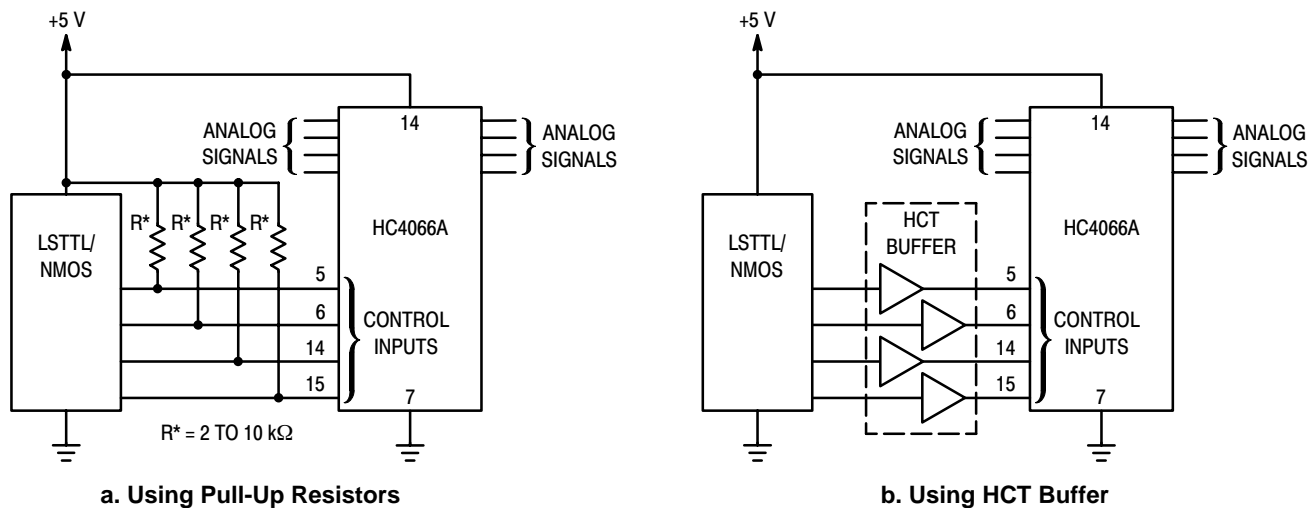 +5 V
14
ANALOG
SIGNALS
ANALOG
SIGNALS
R* R* R* R*
LSTTL/
NMOS
HC4066A
5
6
14
15
CONTROL
INPUTS
7
R* = 2 TO 10 kΩ
a. Using Pull-Up Resistors
+5 V
14
ANALOG
SIGNALS
ANALOG
SIGNALS
LSTTL/
NMOS
HCT
BUFFER
HC4066A
5
6
14
15
CONTROL
INPUTS
7
b. Using HCT Buffer